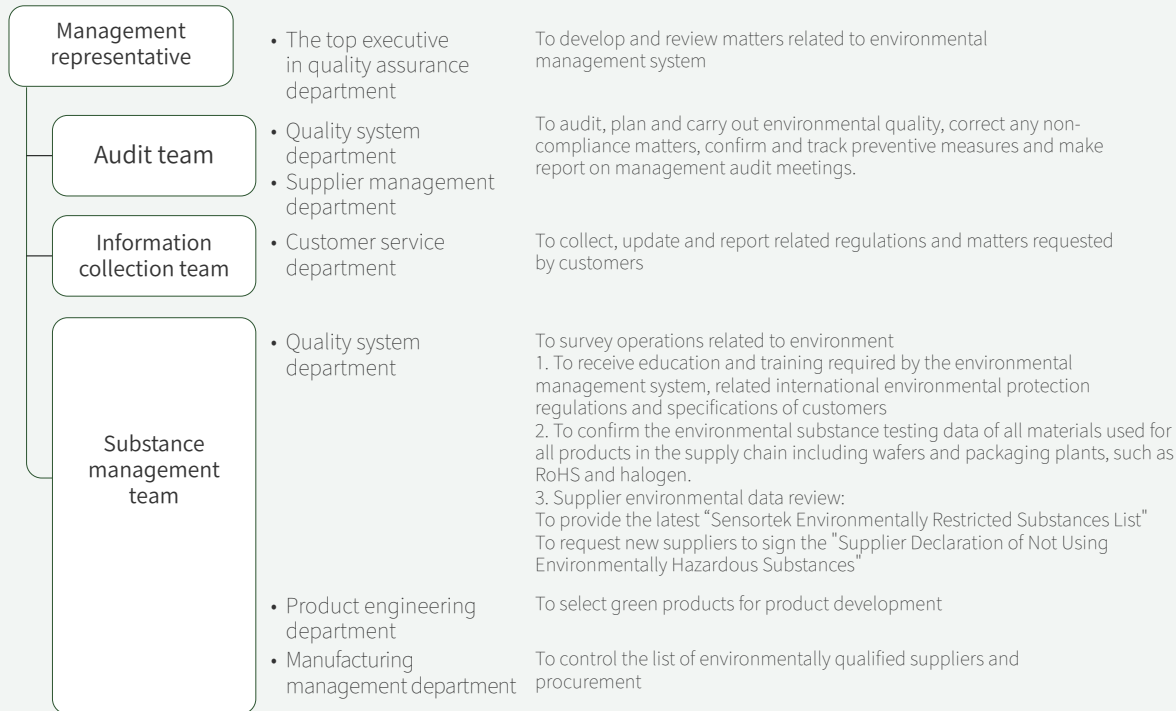 Management
representative
• The top executive
in quality assurance
department
To develop and review matters related to environmental
management system
Audit team
• Quality system
department
• Supplier management
department
To audit, plan and carry out environmental quality, correct any non-
compliance matters, confirm and track preventive measures and make
report on management audit meetings.
Information
collection team
• Customer service
department
To collect, update and report related regulations and matters requested
by customers
Substance
management
team
• Quality system
department
To survey operations related to environment
1. To receive education and training required by the environmental
management system, related international environmental protection
regulations and specifications of customers
2. To confirm the environmental substance testing data of all materials used for
all products in the supply chain including wafers and packaging plants, such as
RoHS and halogen.
3. Supplier environmental data review:
To provide the latest “Sensortek Environmentally Restricted Substances List"
To request new suppliers to sign the "Supplier Declaration of Not Using
Environmentally Hazardous Substances"
• Product engineering
department
To select green products for product development
• Manufacturing
management department
To control the list of environmentally qualified suppliers and
procurement